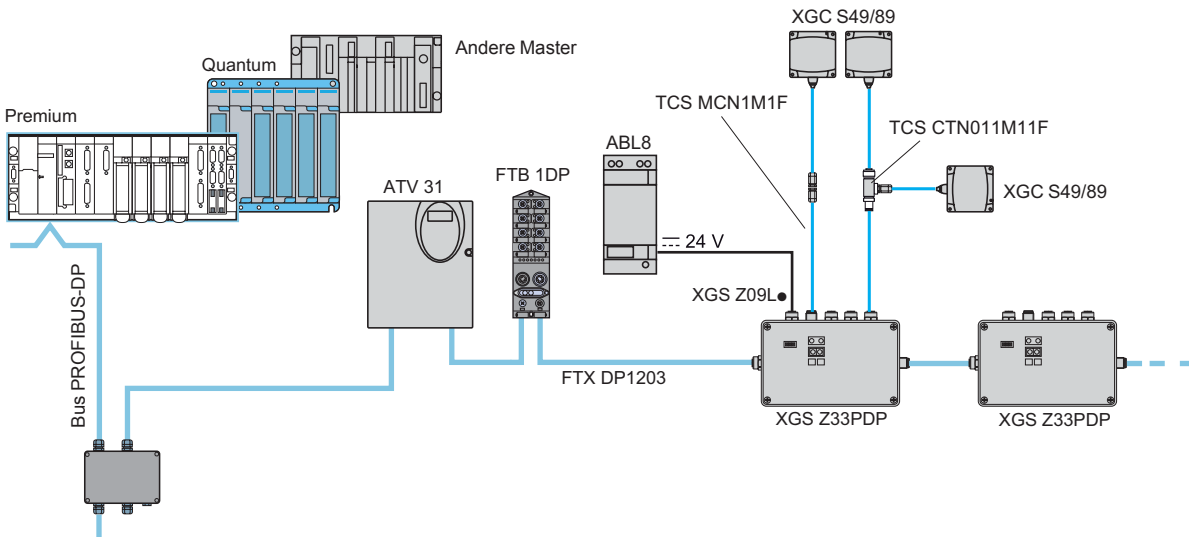 XGC S49/89
Andere Master
Quantum
TCS MCN1M1F
Premium
TCS CTN011M11F
ABL8
FTB 1DP
ATV 31
XGC S49/89
24 V
XGS Z09L
Bus PROFIBUS-DP
FTX DP1203
XGS Z33PDP
XGS Z33PDP